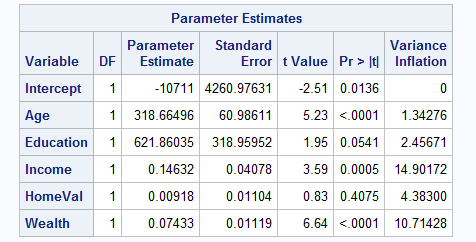 Parameter Estimates
Parameter Standard Variance
Variable DF Estimate Error t Value Pr > |t| Inflation
Intercept 1 -10711 4260.97631 -2.51 0.0136 0
Age 1 318.66496 60.98611 5.23 <.0001 1.34276
Education 1 621.86035 318.95952 1.95 0.0541 2.45671
Income 1 0.14632 0.04078 3.59 0.0005 14.90172
HomeVal 1 0.00918 0.01104 0.83 0.4075 4.38300
Wealth 1 0.07433 0.01119 6.64 <.0001 10.71428